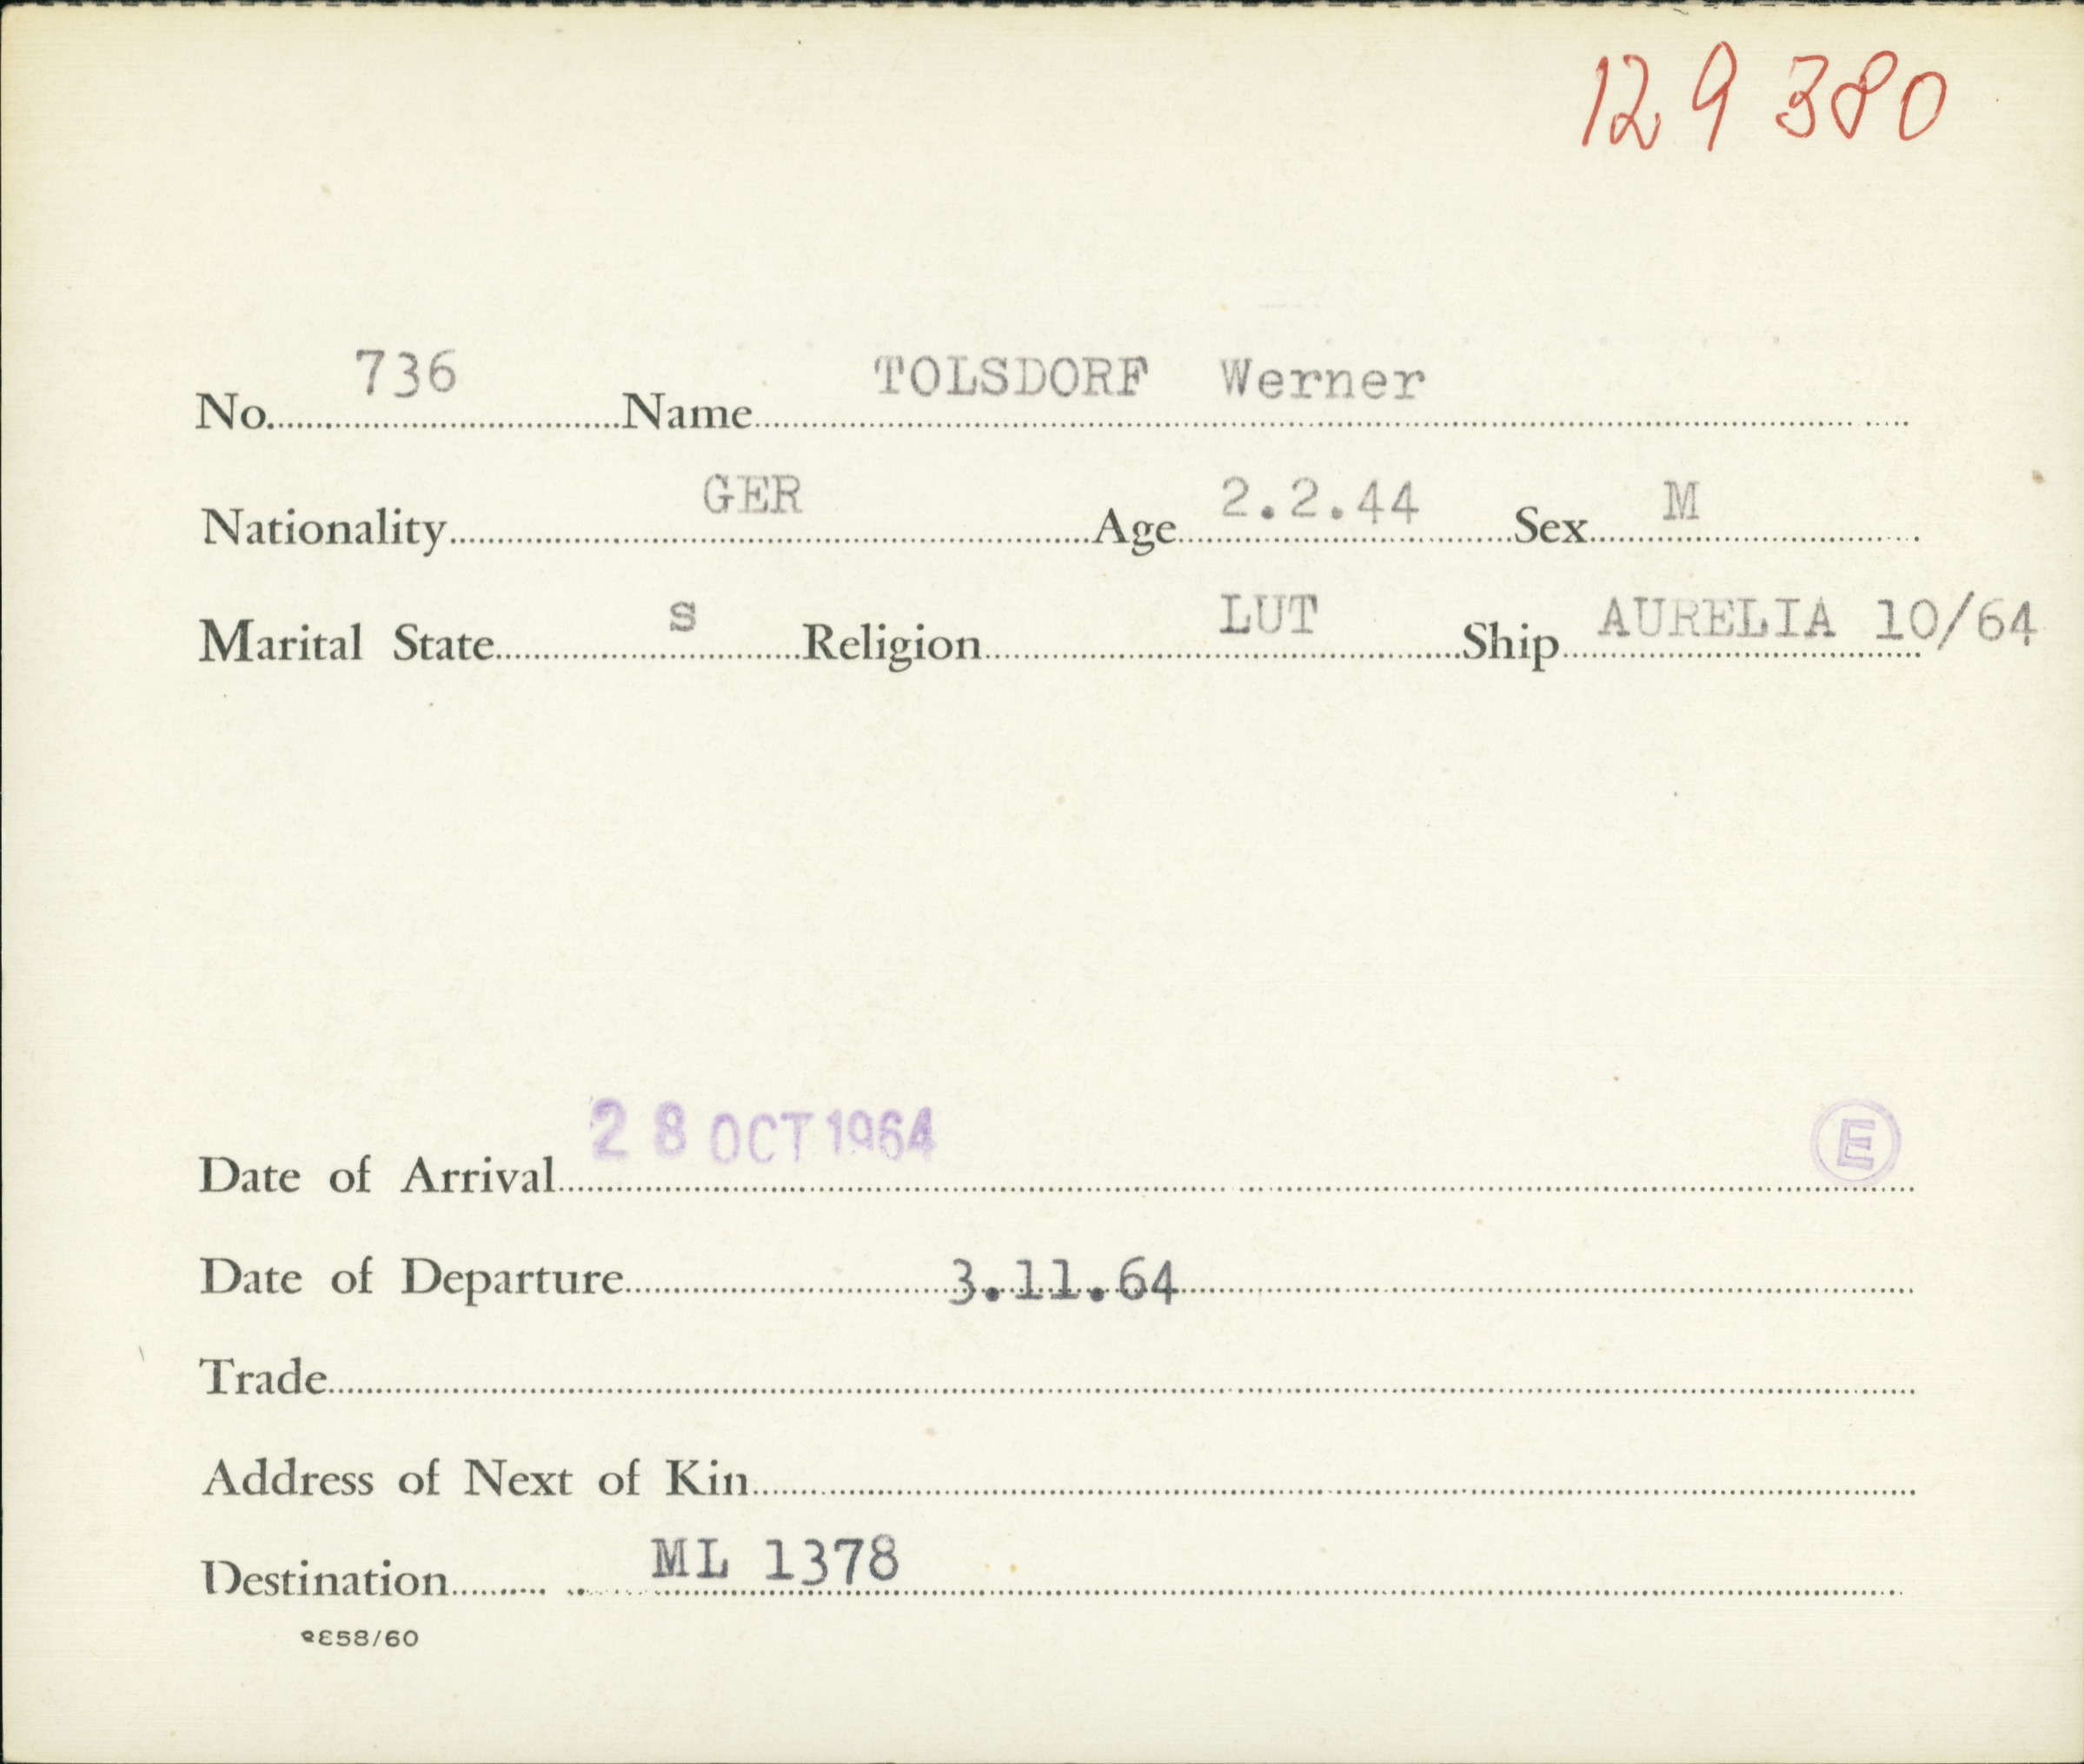 129380
No. 736 Name TOLSDORF Werner
Nationality GER Age 2.2.44 Sex M
Marital State S Religion LUT Ship AURELIA 10/64
Date of Arrival 28 OCT 1964 E
Date of Departure 3.11.64
Trade
Address of Next of Kin
Destination ML 1378
58/60